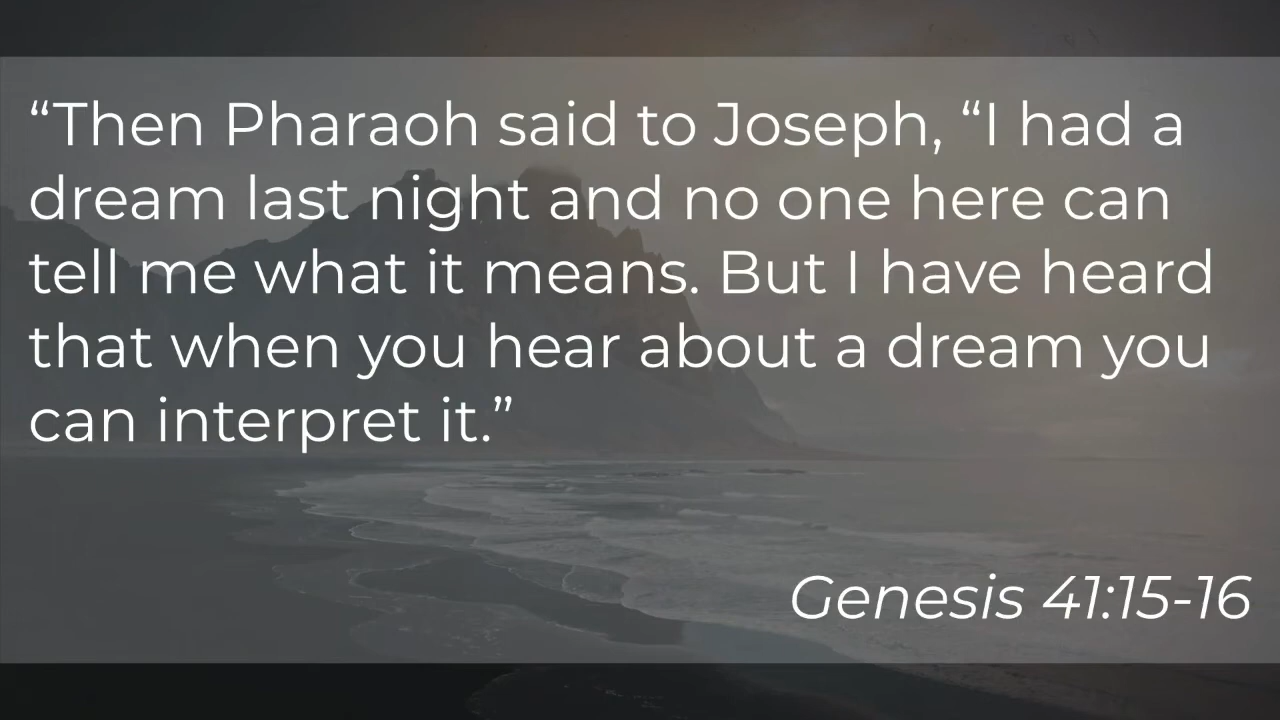 “Then Pharaoh said to Joseph, “I had a
dream last night and no one here can
tell me what it means. But I have heard
that when you hear about a dream you
can interpret it.”
Genesis 41:15-16